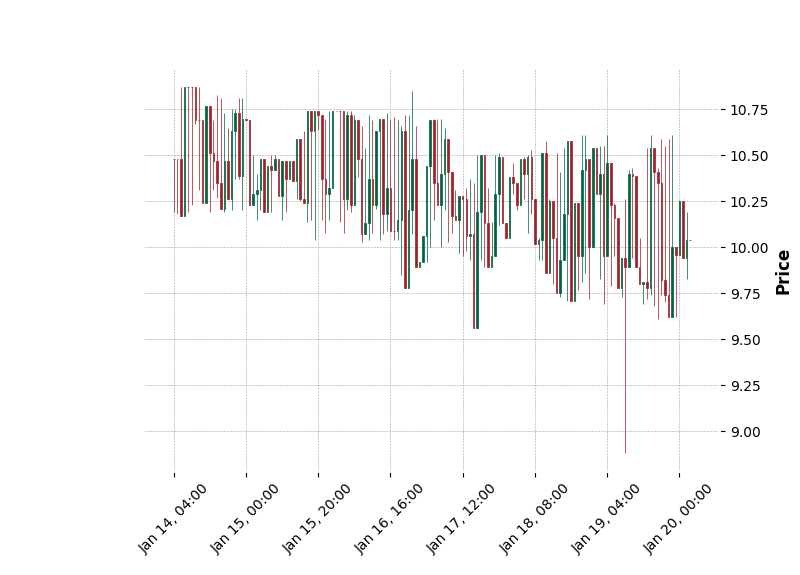 10.75
10.50
10.25
10.00
9.75
9.50
9.25
9.00
Price
Jan 14, 04:00
Jan 15, 00:00
Jan 15, 20:00
Jan 16, 16:00
Jan 17, 12:00
Jan 18, 08:00
Jan 19, 04:00
Jan 20, 00:00